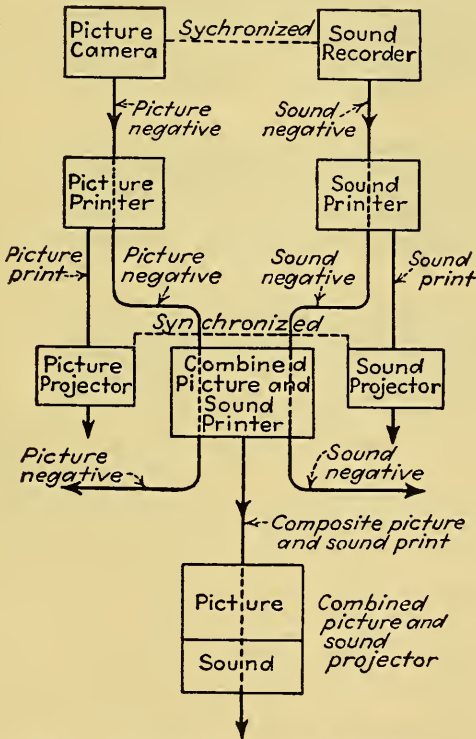 Picture
Camera
Sychronized
Sound
Recorder
Picture
negative
Sound
negative
Picture
Printer
Sound
Printer
Picture
print
Picture
negative
Sound
negative
Sound
print
Synchronized
Picture
Projector
Combined
Picture and
Sound
Printer
Sound
Projector
Picture
negative
Sound
negative
Composite picture
and sound print
Picture
Sound
Combined
picture and
sound
projector